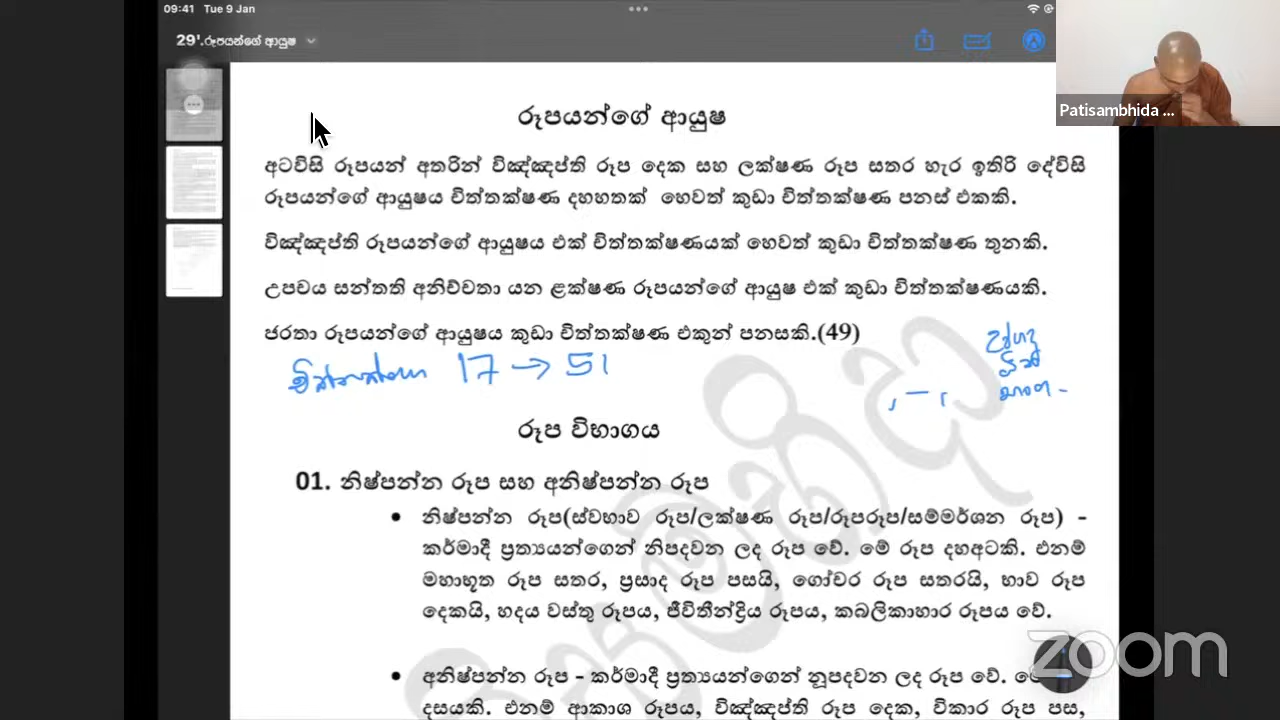 09:41 Tue 9 Jan
29'.රූපයන්ගේ ආයුෂ
Patisambhida ...
රූපයන්ගේ ආයුෂ
අටවිසි රූපයන් අතරින් විඤ්ඤප්ති රූප දෙක සහ ලක්ෂණ රූප සතර හැර ඉතිරි දේවිසි
රූපයන්ගේ ආයුෂය චිත්තක්ෂණ දහහතක් හෙවත් කුඩා චිත්තක්ෂණ පනස් එකකි.
විඤ්ඤප්ති රූපයන්ගේ ආයුෂය එක් චිත්තක්ෂණයක් හෙවත් කුඩා චිත්තක්ෂණ තුනකි.
උපචය සන්තති අනිච්චතා යන ළක්ෂණ රූපයන්ගේ ආයුෂ එක් කුඩා චිත්තක්ෂණයකි.
ජරතා රූපයන්ගේ ආයුෂය කුඩා චිත්තක්ෂණ එකුන් පනසකි.(49)
17 → 51
රූප විභාගය
01. නිෂ්පන්න රූප සහ අනිෂ්පන්න රූප
• නිෂ්පන්න රූප(ස්වභාව රූප/ලක්ෂණ රූප/රූපරූප/සම්මර්ශන රූප) -
කර්මාදී ප්‍රත්‍යයන්ගෙන් නිපදවන ලද රූප වේ. මේ රූප දහඅටකි. එනම්
මහාභූත රූප සතර, ප්‍රසාද රූප පසයි, ගෝචර රූප සතරයි, භාව රූප
දෙකයි, හදය වස්තු රූපය, ජීවිතීන්ද්‍රිය රූපය, කබලිකාහාර රූපය වේ.
• අනිෂ්පන්න රූප - කර්මාදී ප්‍රත්‍යයන්ගෙන් නූපදවන ලද රූප වේ.
දසයකි. එනම් ආකාශ රූපය, විඤ්ඤප්ති රූප දෙක, විකාර රූප පස,
zoom